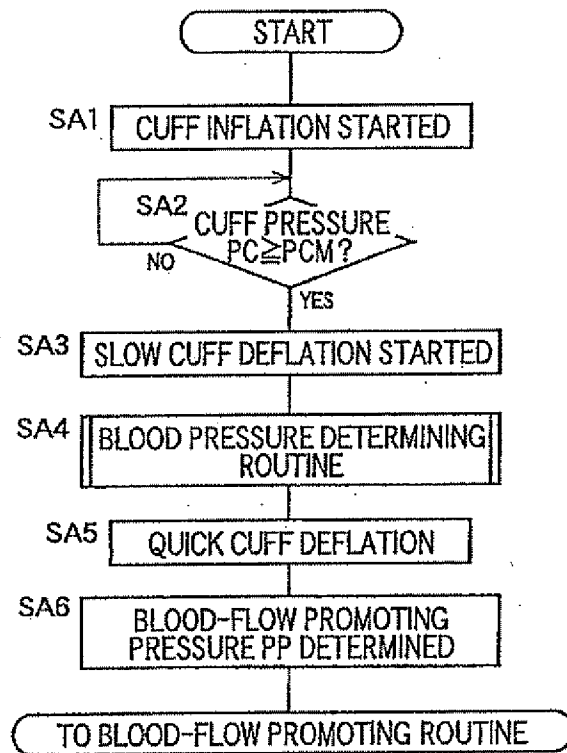 START
SA1
CUFF INFLATION STARTED
SA2
CUFF PRESSURE
PC≧PCM?
NO
YES
SA3
SLOW CUFF DEFLATION STARTED
SA4
BLOOD PRESSURE DETERMINING
ROUTINE
SA5
QUICK CUFF DEFLATION
SA6
BLOOD-FLOW PROMOTING
PRESSURE PP DETERMINED
TO BLOOD-FLOW PROMOTING ROUTINE